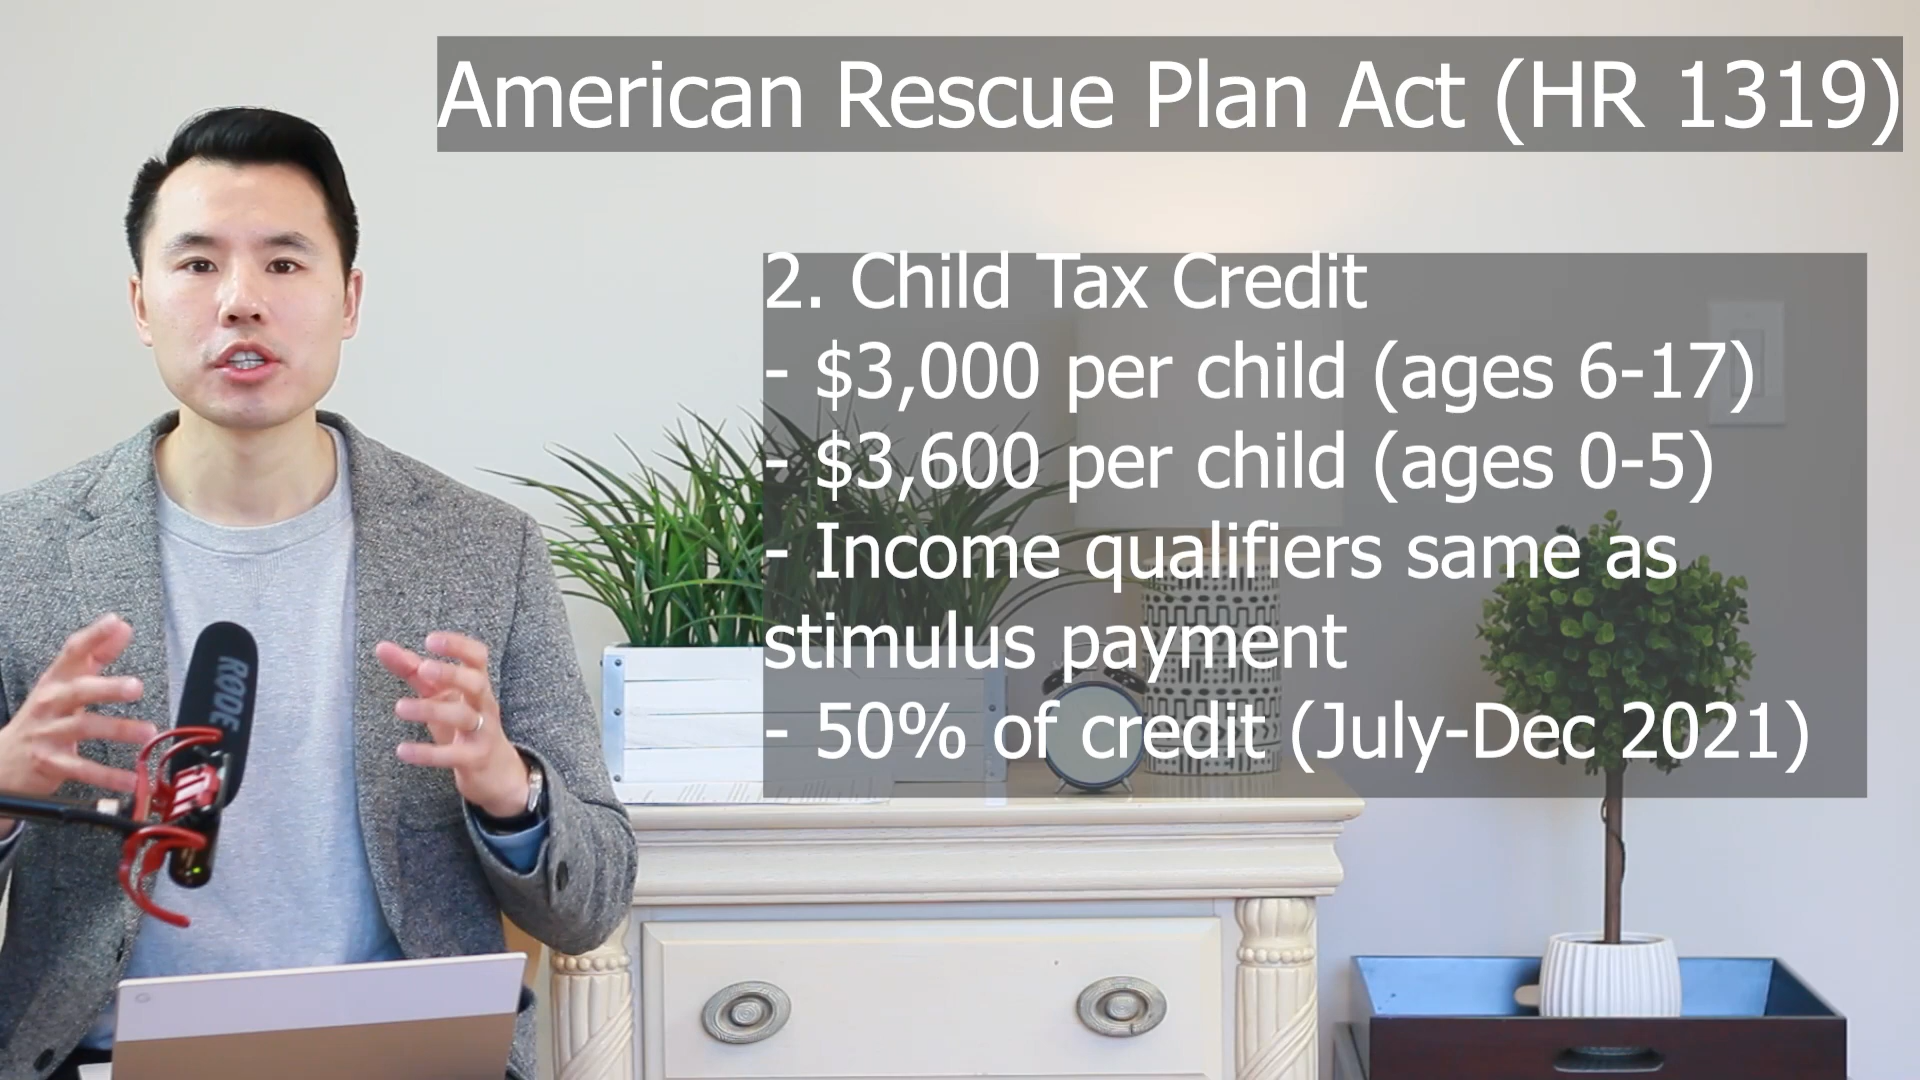 American Rescue Plan Act (HR 1319)
2. Child Tax Credit
- $3,000 per child (ages 6-17)
- $3,600 per child (ages 0-5)
- Income qualifiers same as
stimulus payment
- 50% of credit (July-Dec 2021)
RODE